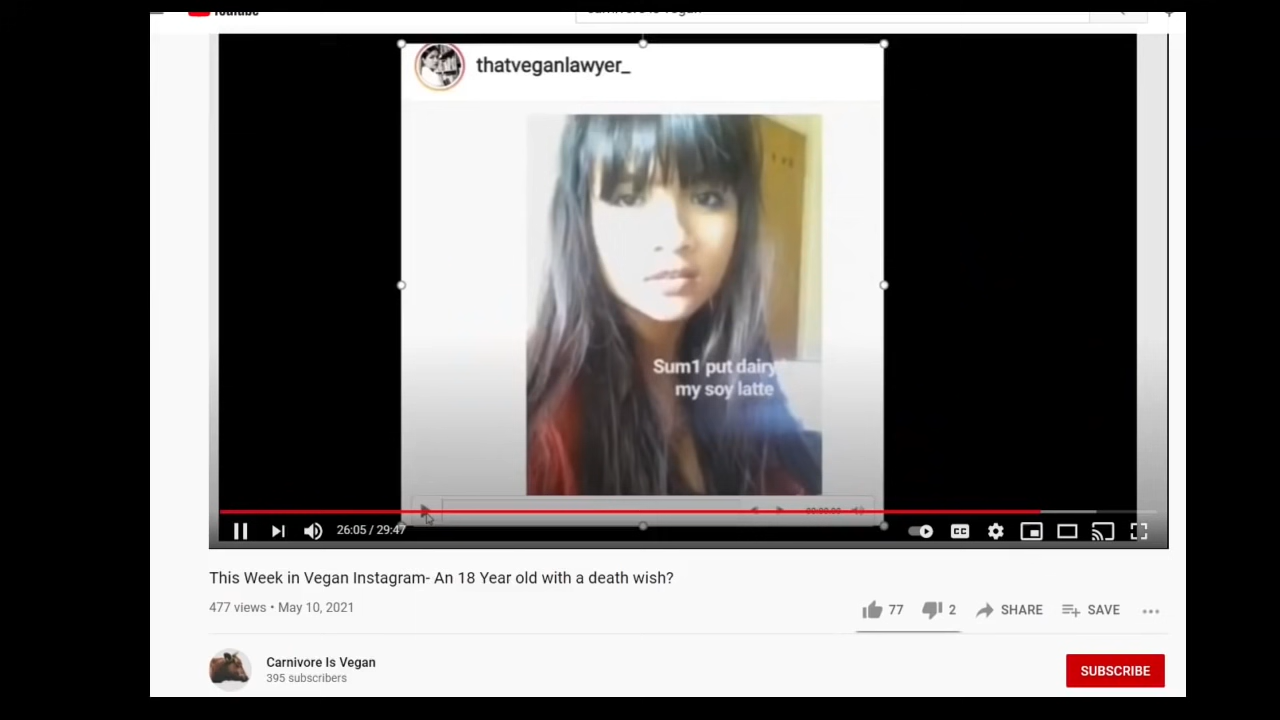 thatveganlawyer_
Sum1 put dairy
my soy latte
26:05 / 29:47
CC
This Week in Vegan Instagram- An 18 Year old with a death wish?
477 views • May 10, 2021
77
2
SHARE
SAVE
Carnivore Is Vegan
395 subscribers
SUBSCRIBE